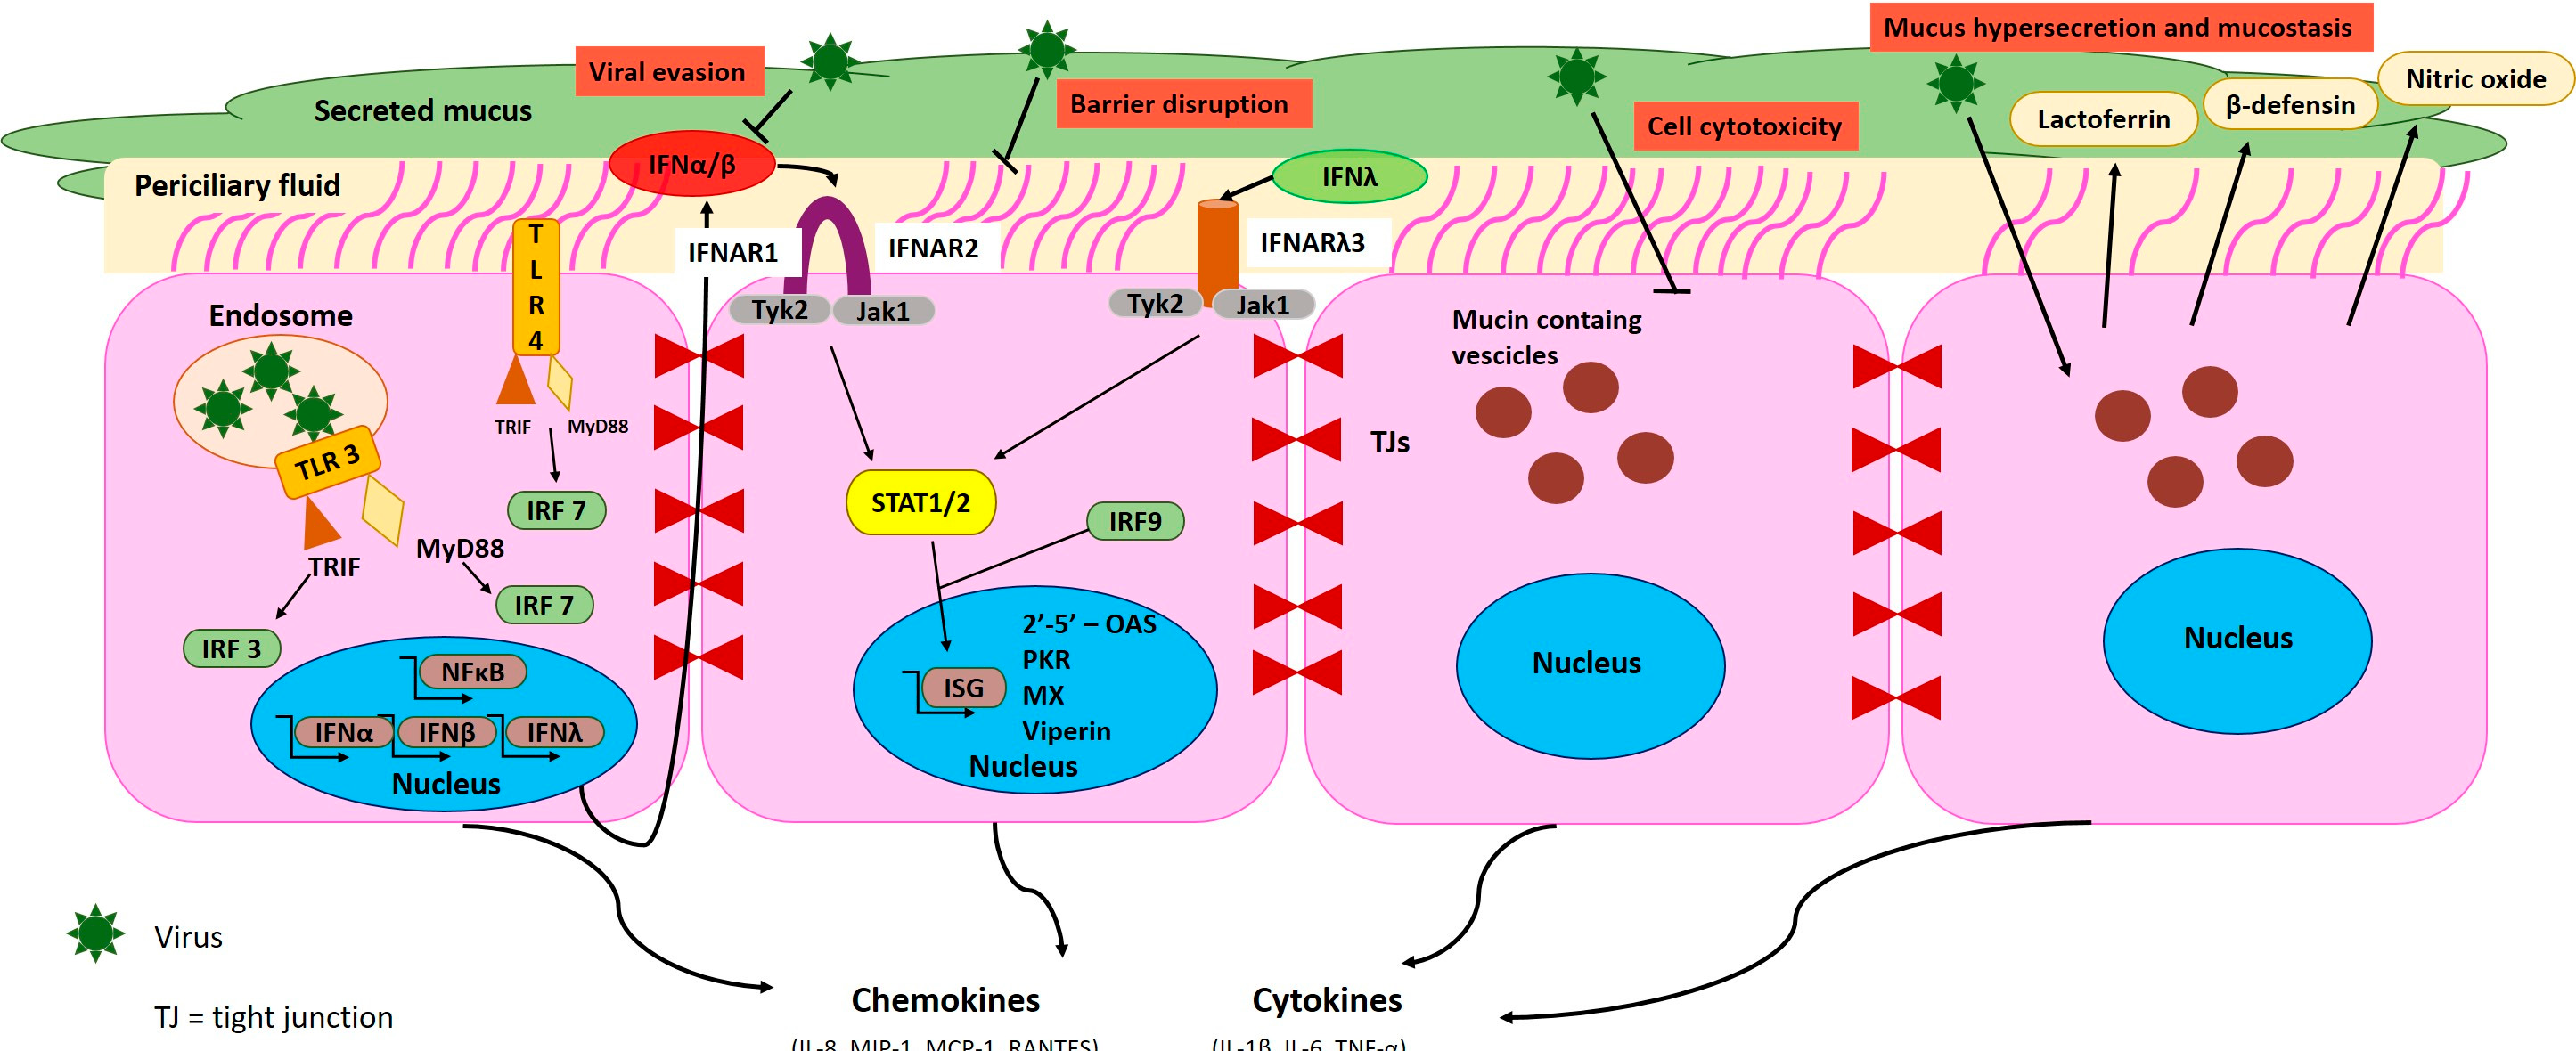 Mucus hypersecretion and mucostasis
Viral evasion
Barrier disruption
Cell cytotoxicity
Nitric oxide
β-defensin
Lactoferrin
Secreted mucus
IFNα/β
IFNλ
Periciliary fluid
IFNAR1
IFNAR2
IFNARλ3
T
L
R
4
Tyk2
Jak1
Tyk2
Jak1
Endosome
Mucin containg
vescicles
TRIF
MyD88
TLR 3
TJs
IRF 7
STAT1/2
IRF9
MyD88
TRIF
IRF 7
IRF 3
2’-5’ – OAS
PKR
MX
Viperin
ISG
Nucleus
NFκB
IFNα
IFNβ
IFNλ
Nucleus
Nucleus
Nucleus
Virus
TJ = tight junction
Chemokines
(IL-8, MIP-1, MCP-1, RANTES)
Cytokines
(IL-1β, IL-6, TNF-α)